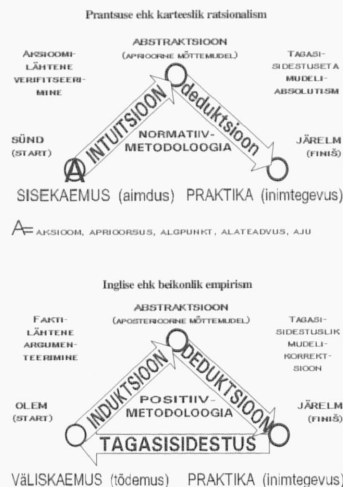 Prantsuse ehk karteeslik ratsionalism
ABSTRAKTSIOON
(APRIOORNE MÕTTEMUDEL)
AKSIOOMI-
LÄHTENE
VERIFITSEERI-
MINE
TAGASI-
SIDESTUSETA
MUDELI-
ABSOLUTISM
INTUITSIOON
deduktsioon
NORMATIIV-
METODOLOOGIA
SÜND
(START)
JÄRELM
(FINIŠ)
A
SISEKAEMUS (aimdus)
PRAKTIKA (inimtegevus)
A= AKSIOOM, APRIOORSUS, ALGPUNKT, ALATEADVUS, AJU
Inglise ehk beikonlik empirism
ABSTRAKTSIOON
(APOSTERIOORNE MÕTTEMUDEL)
FAKTI-
LÄHTENE
ARGUMEN-
TEERIMINE
TAGASI-
SIDESTUSLIK
MUDELI-
KORREKT-
SIOON
INDUKTSIOON
DEDUKTSIOON
POSITIIV-
METODOLOOGIA
OLEM
(START)
JÄRELM
(FINIŠ)
TAGASISIDESTUS
VäLISKAEMUS (tõdemus)
PRAKTIKA (inimtegevus)